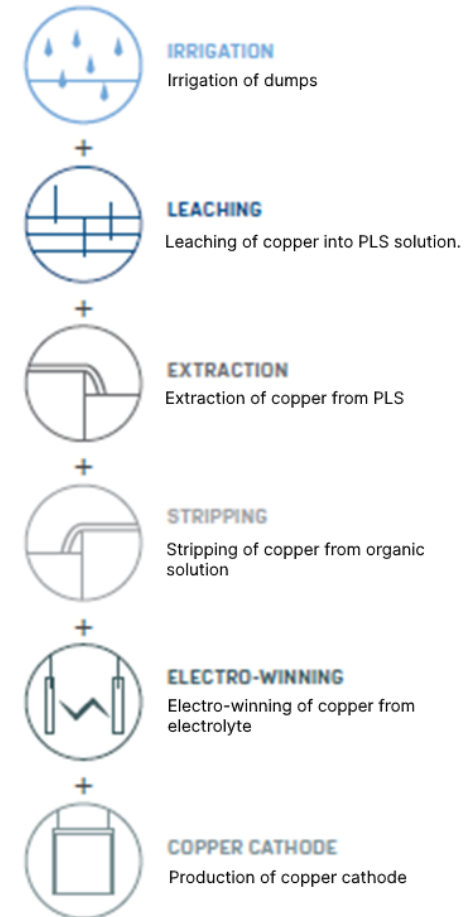 IRRIGATION
Irrigation of dumps
+
LEACHING
Leaching of copper into PLS solution.
+
EXTRACTION
Extraction of copper from PLS
+
STRIPPING
Stripping of copper from organic
solution
+
ELECTRO-WINNING
Electro-winning of copper from
electrolyte
+
COPPER CATHODE
Production of copper cathode